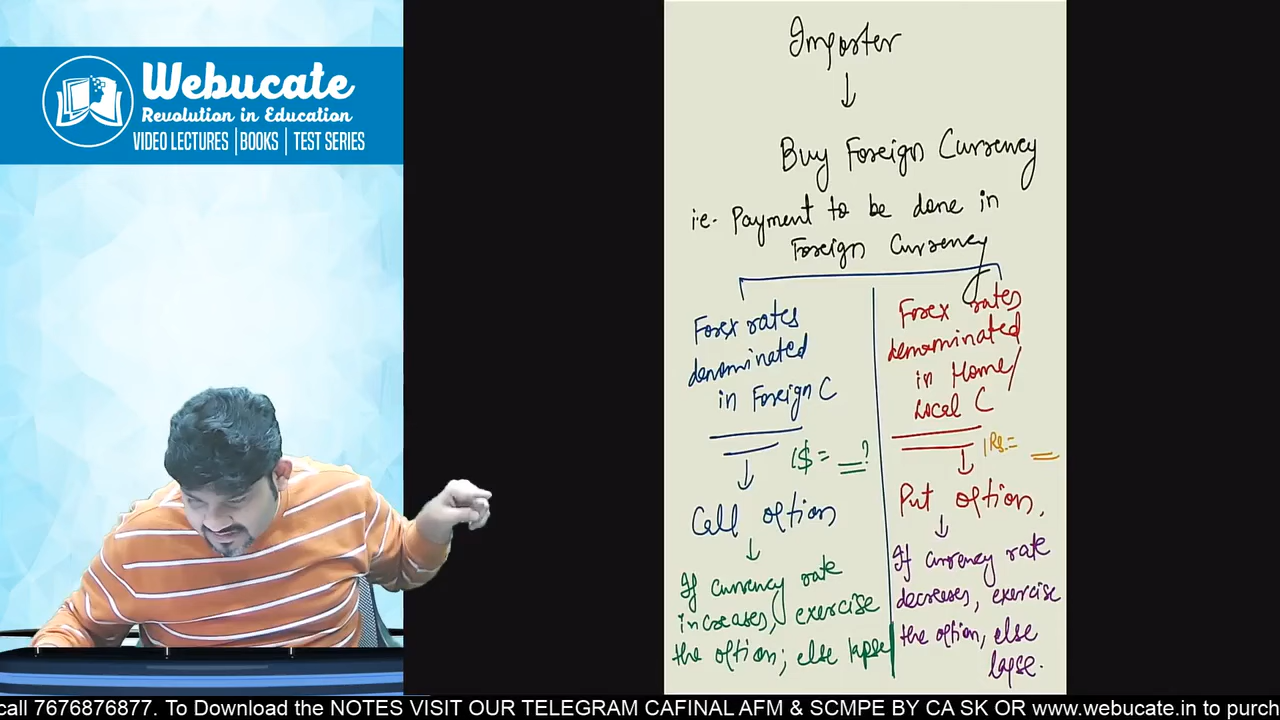 Webucate
Revolution in Education
VIDEO LECTURES | BOOKS | TEST SERIES
Importer
↓
Buy Foreign Currency
i.e. Payment to be done in
Foreign Currency
Forex rates
denominated
in Foreign C
1$ = __?
↓
Call option
↓
If currency rate
increases, exercise
the option; else lapse
Forex rates
denominated
in Home/
Local C
1Rs. = __
↓
Put option.
↓
If currency rate
decreases, exercise
the option, else
lapse.
call 7676876877. To Download the NOTES VISIT OUR TELEGRAM CAFINAL AFM & SCMPE BY CA SK OR www.webucate.in to purch